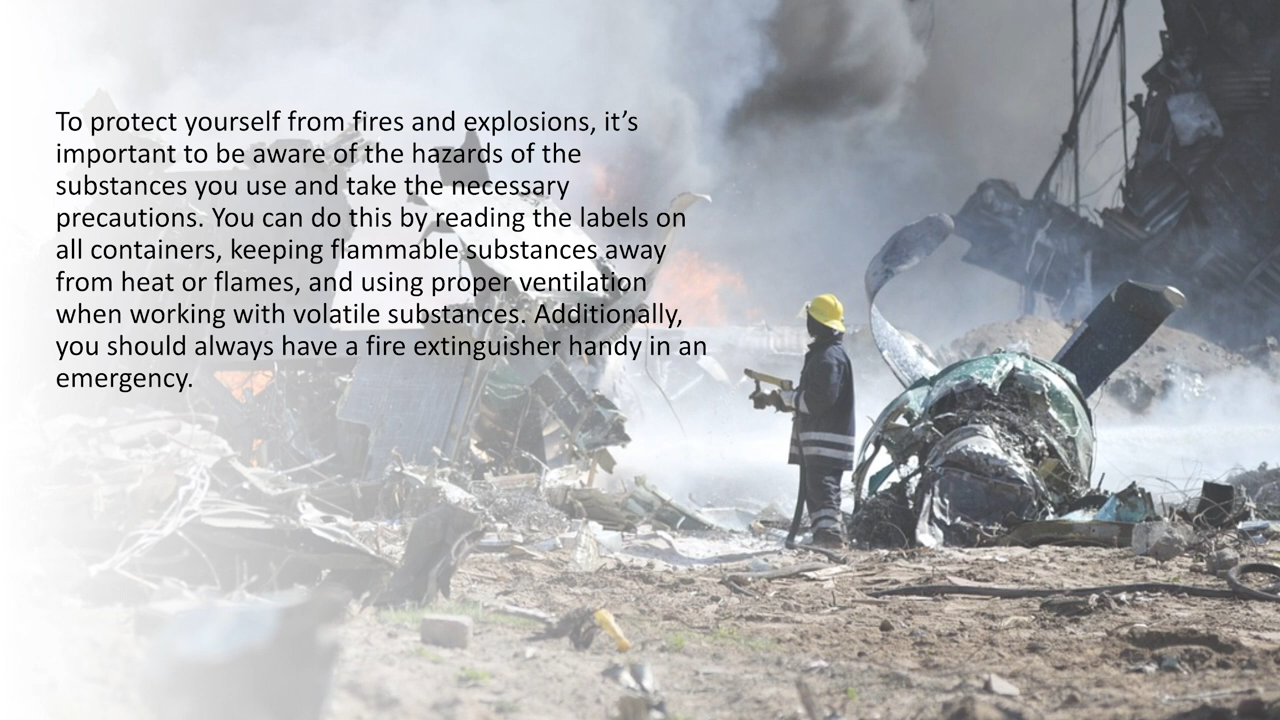 To protect yourself from fires and explosions, it’s
important to be aware of the hazards of the
substances you use and take the necessary
precautions. You can do this by reading the labels on
all containers, keeping flammable substances away
from heat or flames, and using proper ventilation
when working with volatile substances. Additionally,
you should always have a fire extinguisher handy in an
emergency.